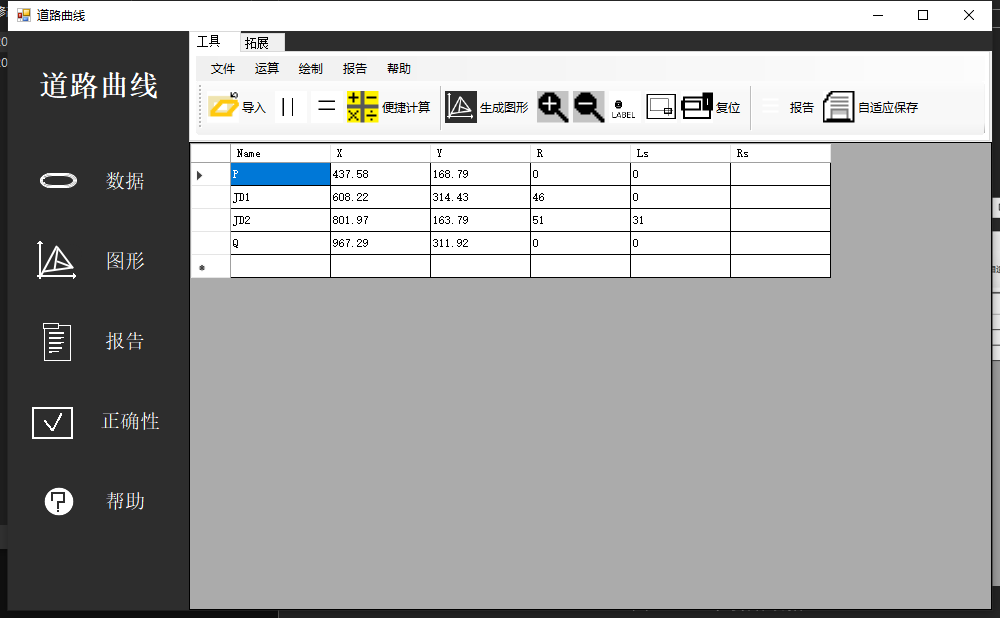 道路曲线
道路曲线
数据
图形
报告
正确性
帮助
工具 拓展
文件 运算 绘制 报告 帮助
导入 便捷计算 生成图形 LABEL 复位 报告 自适应保存
Name X Y R Ls Rs
P 437.58 168.79 0 0
JD1 608.22 314.43 46 0
JD2 801.97 163.79 51 31
Q 967.29 311.92 0 0